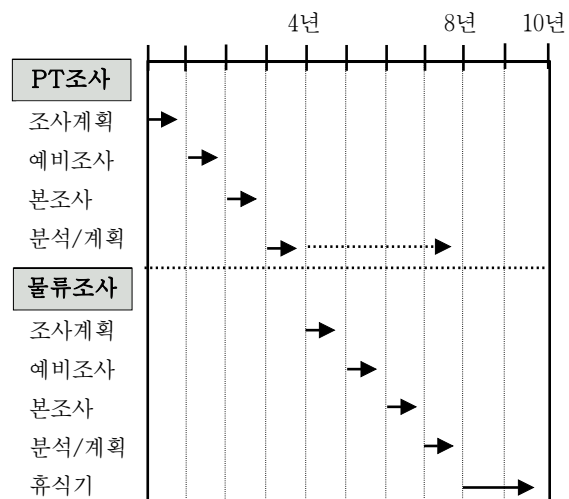 4년 8년 10년
PT조사
조사계획
예비조사
본조사
분석/계획
물류조사
조사계획
예비조사
본조사
분석/계획
휴식기